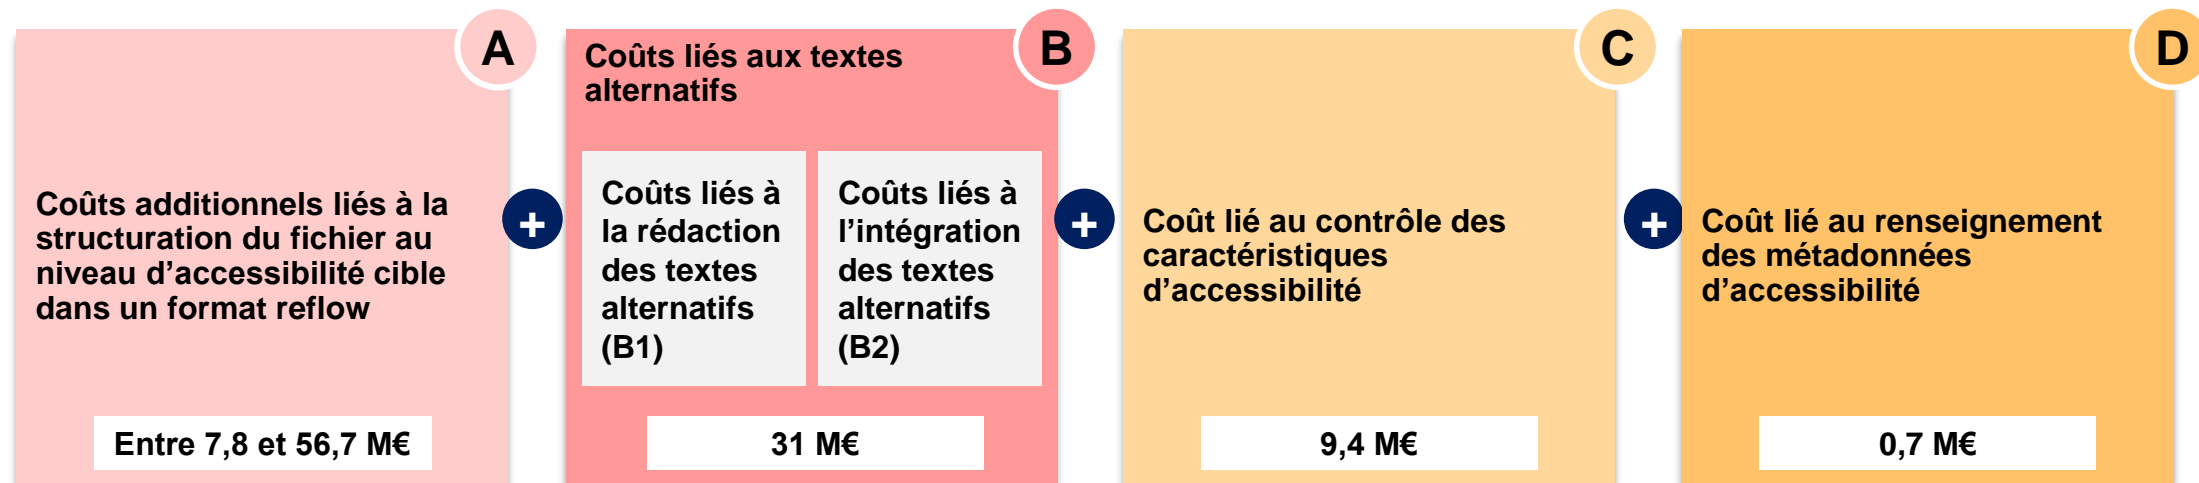 A
Coûts additionnels liés à la
structuration du fichier au
niveau d’accessibilité cible
dans un format reflow
Entre 7,8 et 56,7 M€
+
B
Coûts liés aux textes
alternatifs
Coûts liés à
la rédaction
des textes
alternatifs
(B1)
Coûts liés à
l’intégration
des textes
alternatifs
(B2)
31 M€
+
C
Coût lié au contrôle des
caractéristiques
d’accessibilité
9,4 M€
+
D
Coût lié au renseignement
des métadonnées
d’accessibilité
0,7 M€